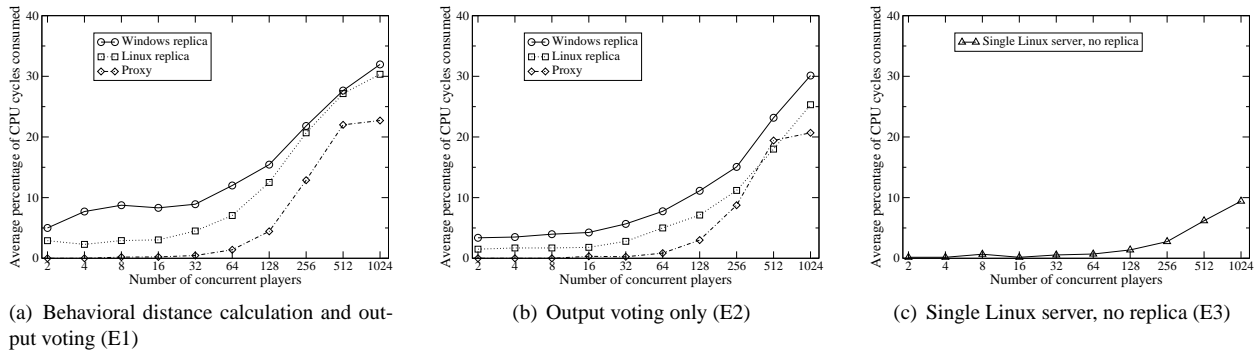 Average percentage of CPU cycles consumed
40
30
20
10
0
Windows replica
Linux replica
Proxy
2 4 8 16 32 64 128 256 512 1024
Number of concurrent players
(a) Behavioral distance calculation and out-
put voting (E1)
Average percentage of CPU cycles consumed
40
30
20
10
0
Windows replica
Linux replica
Proxy
2 4 8 16 32 64 128 256 512 1024
Number of concurrent players
(b) Output voting only (E2)
Average percentage of CPU cycles consumed
40
30
20
10
0
Single Linux server, no replica
2 4 8 16 32 64 128 256 512 1024
Number of concurrent players
(c) Single Linux server, no replica (E3)